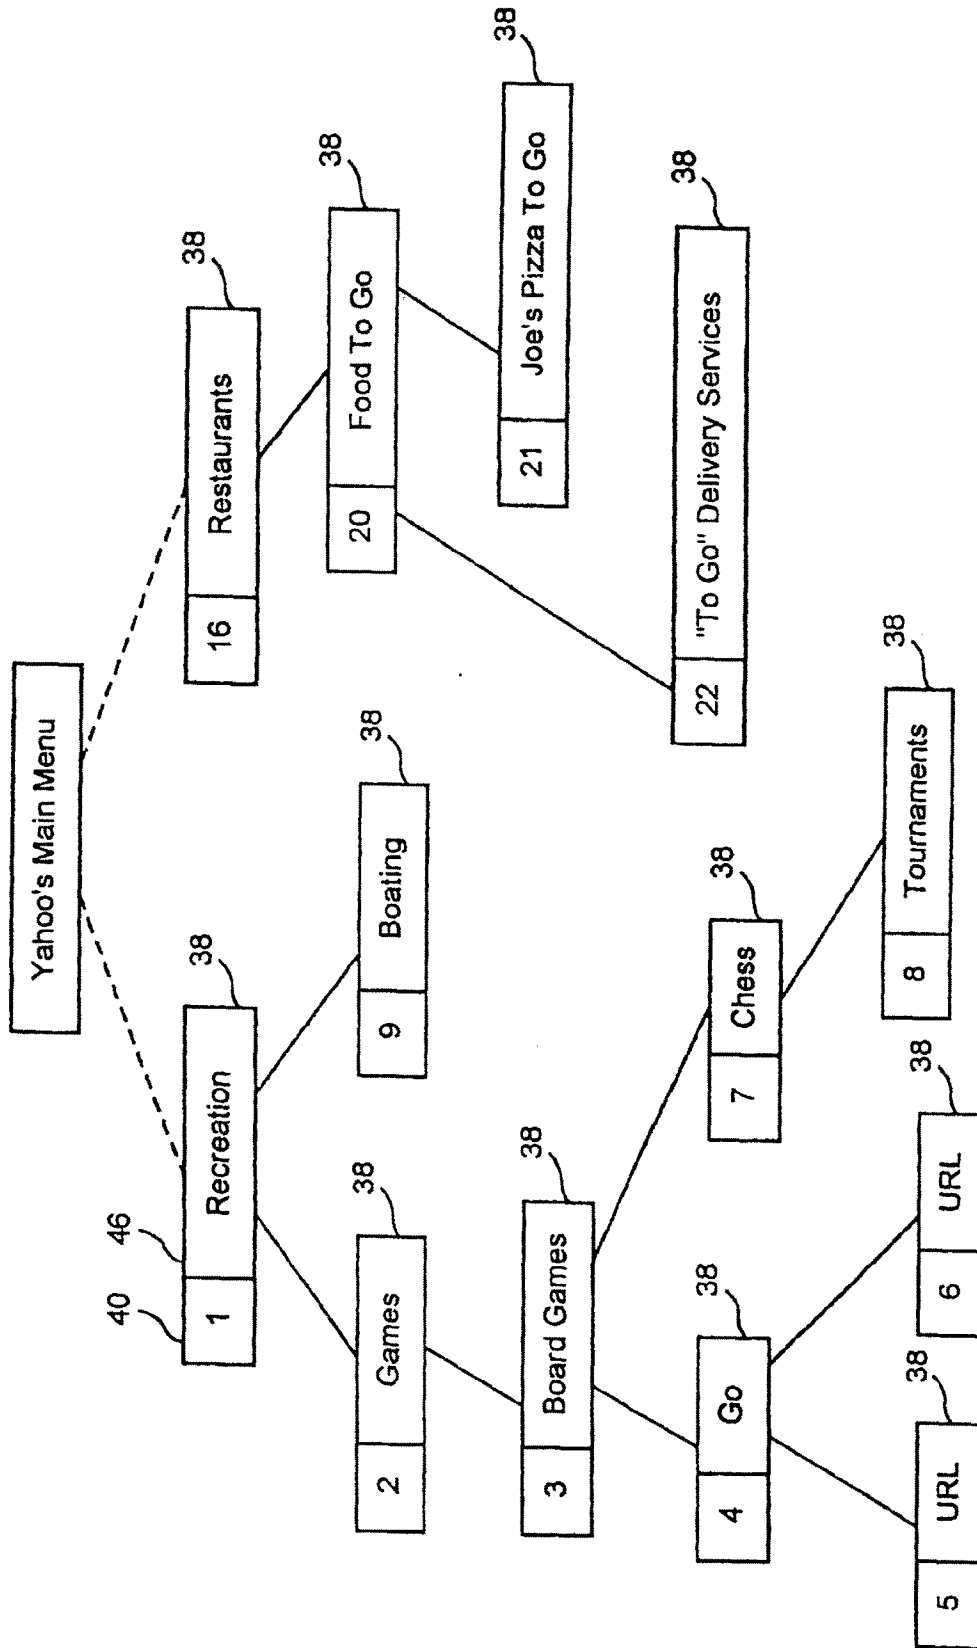 Yahoo's Main Menu
40
46
38
1
Recreation
38
16
Restaurants
38
2
Games
38
9
Boating
38
20
Food To Go
38
3
Board Games
38
21
Joe's Pizza To Go
38
4
Go
38
7
Chess
38
22
"To Go" Delivery Services
38
5
URL
38
6
URL
38
8
Tournaments